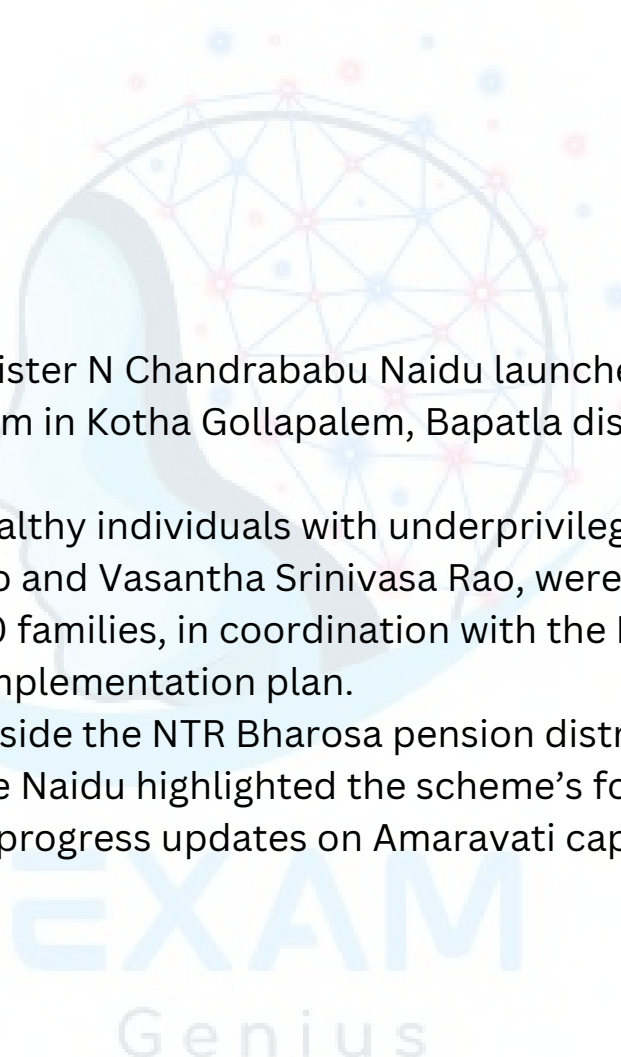 ister N Chandrababu Naidu launche
m in Kotha Gollapalem, Bapatla dis
althy individuals with underprivileg
o and Vasantha Srinivasa Rao, were
0 families, in coordination with the
nplementation plan.
side the NTR Bharosa pension distr
e Naidu highlighted the scheme's fo
progress updates on Amaravati cap
EXAM
Genius